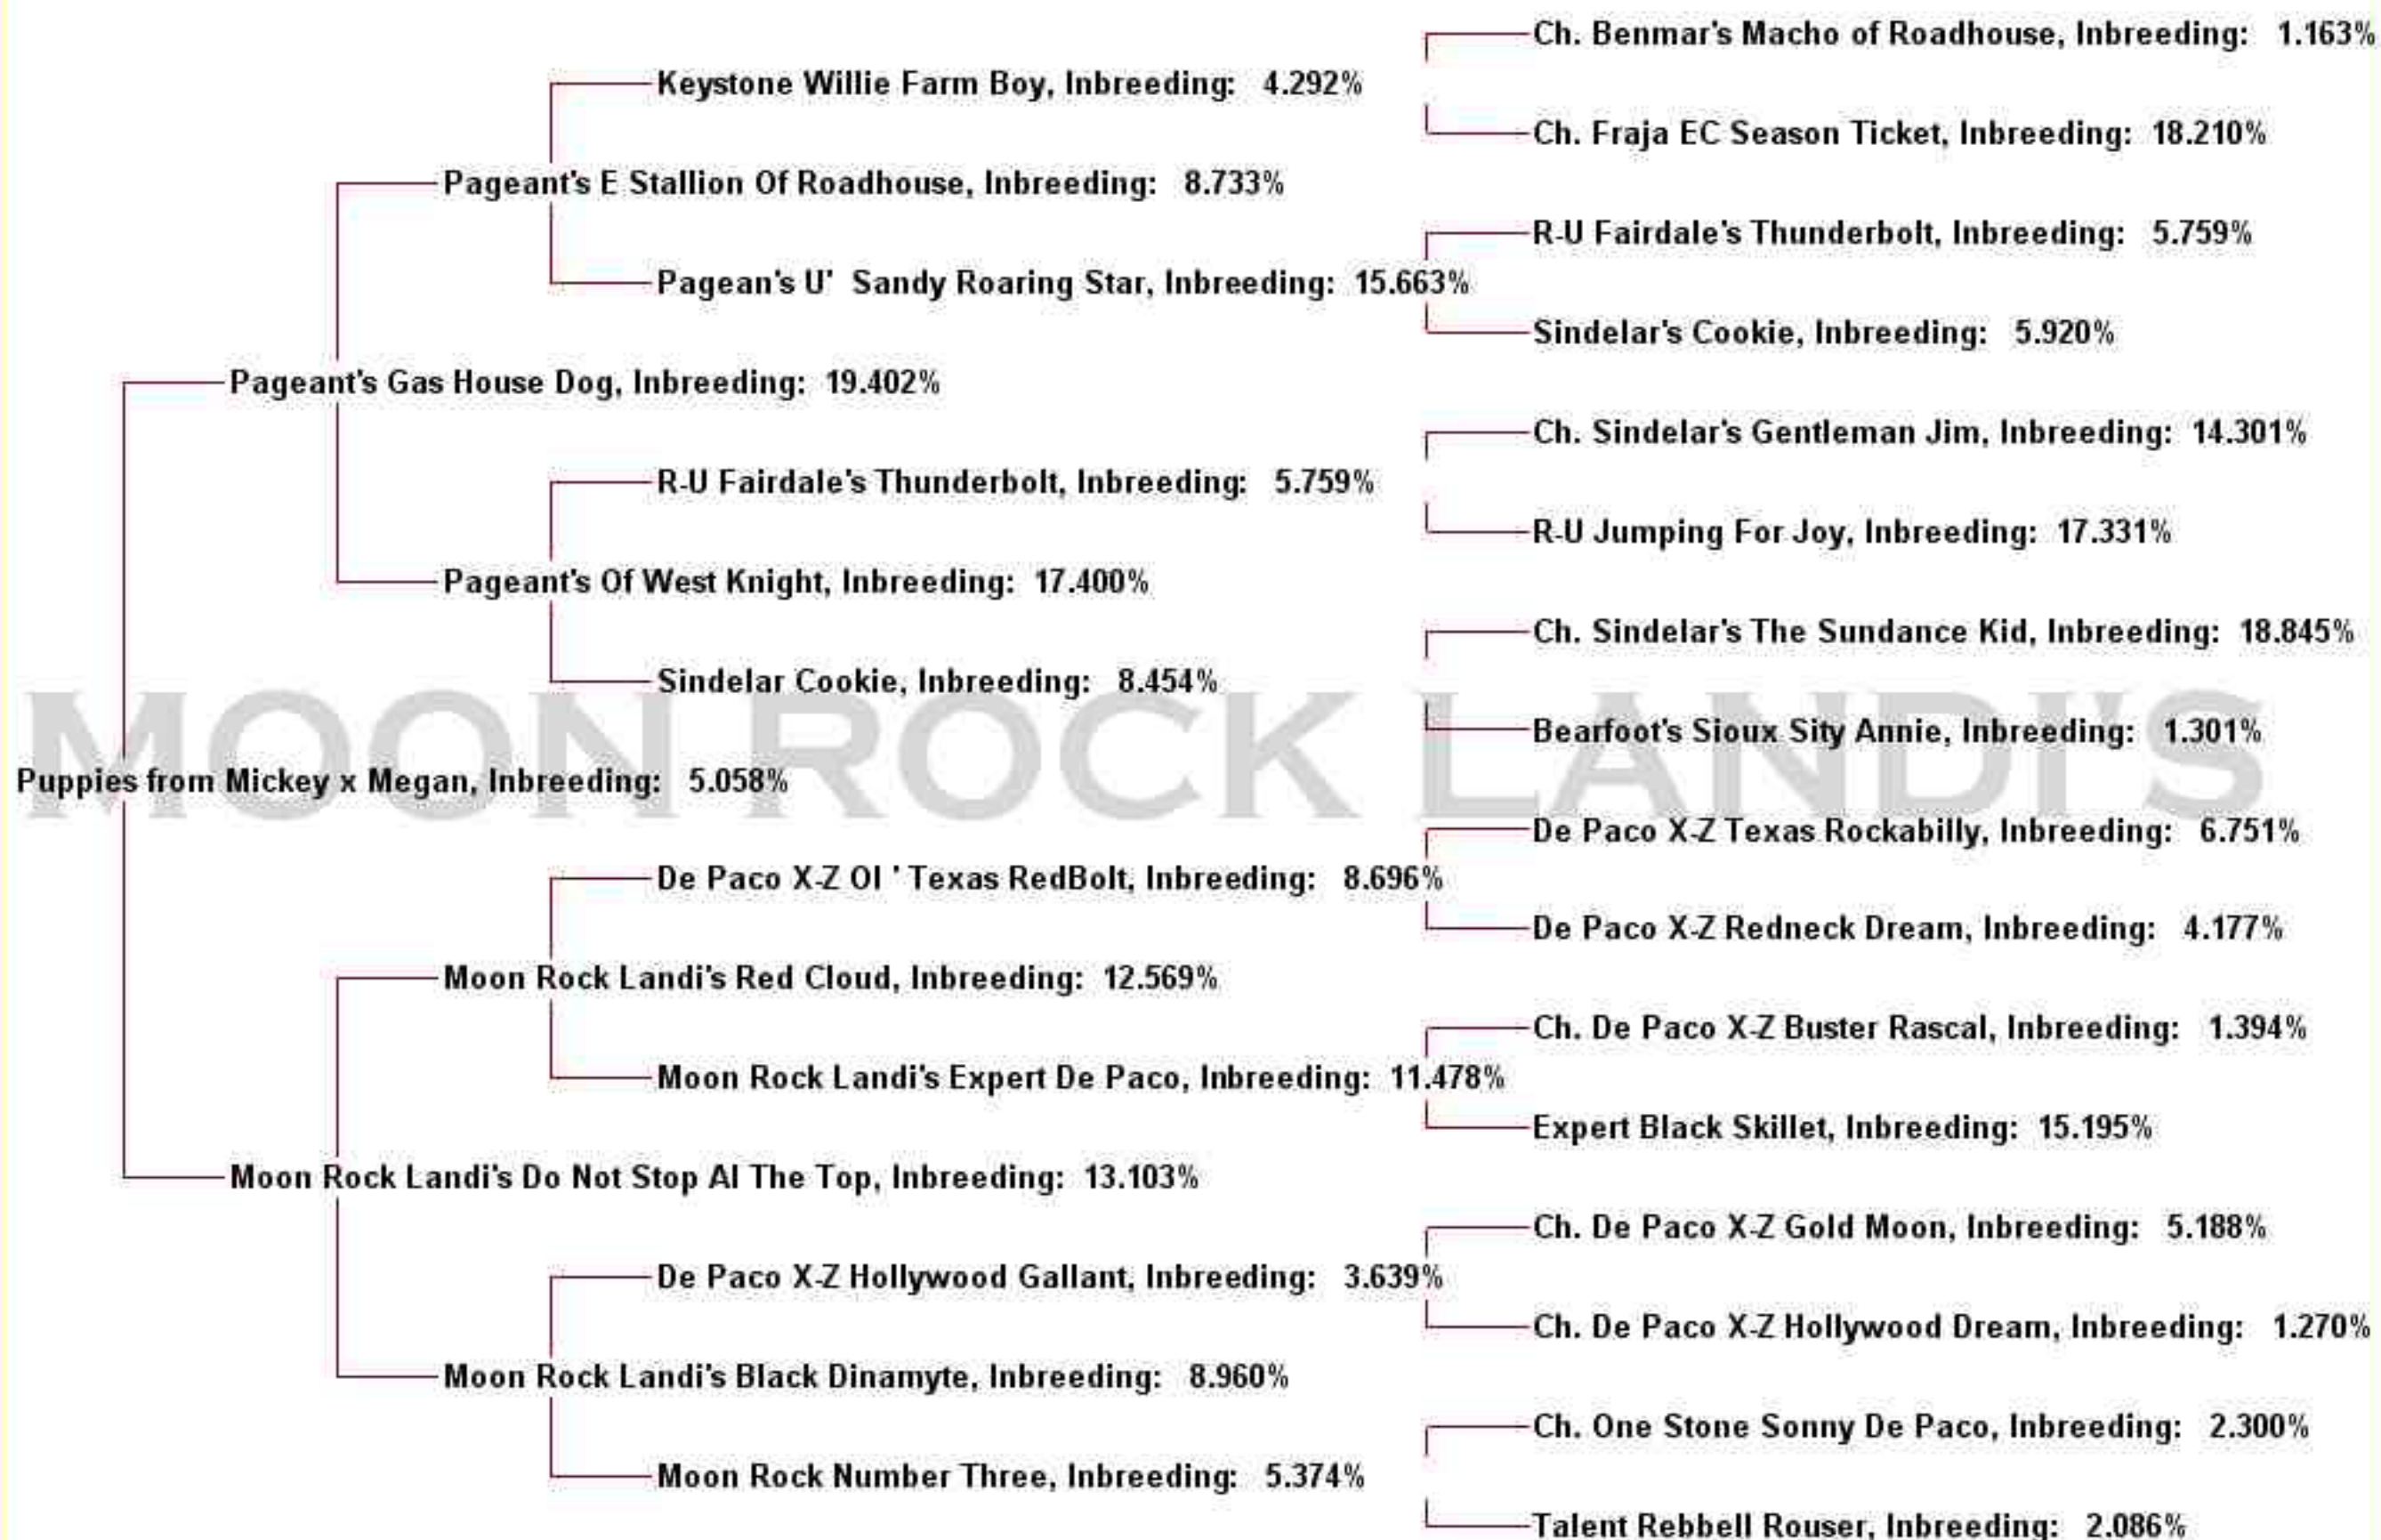 Ch. Benmar's Macho of Roadhouse, Inbreeding: 1.163%
Keystone Willie Farm Boy, Inbreeding: 4.292%
Ch. Fraja EC Season Ticket, Inbreeding: 18.210%
Pageant's E Stallion Of Roadhouse, Inbreeding: 8.733%
R-U Fairdale's Thunderbolt, Inbreeding: 5.759%
Pagean's U' Sandy Roaring Star, Inbreeding: 15.663%
Sindelar's Cookie, Inbreeding: 5.920%
Pageant's Gas House Dog, Inbreeding: 19.402%
Ch. Sindelar's Gentleman Jim, Inbreeding: 14.301%
R-U Fairdale's Thunderbolt, Inbreeding: 5.759%
R-U Jumping For Joy, Inbreeding: 17.331%
Pageant's Of West Knight, Inbreeding: 17.400%
Ch. Sindelar's The Sundance Kid, Inbreeding: 18.845%
Sindelar Cookie, Inbreeding: 8.454%
Bearfoot's Sioux Sity Annie, Inbreeding: 1.301%
MOON ROCK LANDI'S
Puppies from Mickey x Megan, Inbreeding: 5.058%
De Paco X-Z Texas Rockabilly, Inbreeding: 6.751%
De Paco X-Z Ol ' Texas RedBolt, Inbreeding: 8.696%
De Paco X-Z Redneck Dream, Inbreeding: 4.177%
Moon Rock Landi's Red Cloud, Inbreeding: 12.569%
Ch. De Paco X-Z Buster Rascal, Inbreeding: 1.394%
Moon Rock Landi's Expert De Paco, Inbreeding: 11.478%
Expert Black Skillet, Inbreeding: 15.195%
Moon Rock Landi's Do Not Stop Al The Top, Inbreeding: 13.103%
Ch. De Paco X-Z Gold Moon, Inbreeding: 5.188%
De Paco X-Z Hollywood Gallant, Inbreeding: 3.639%
Ch. De Paco X-Z Hollywood Dream, Inbreeding: 1.270%
Moon Rock Landi's Black Dinamyte, Inbreeding: 8.960%
Ch. One Stone Sonny De Paco, Inbreeding: 2.300%
Moon Rock Number Three, Inbreeding: 5.374%
Talent Rebbell Rouser, Inbreeding: 2.086%